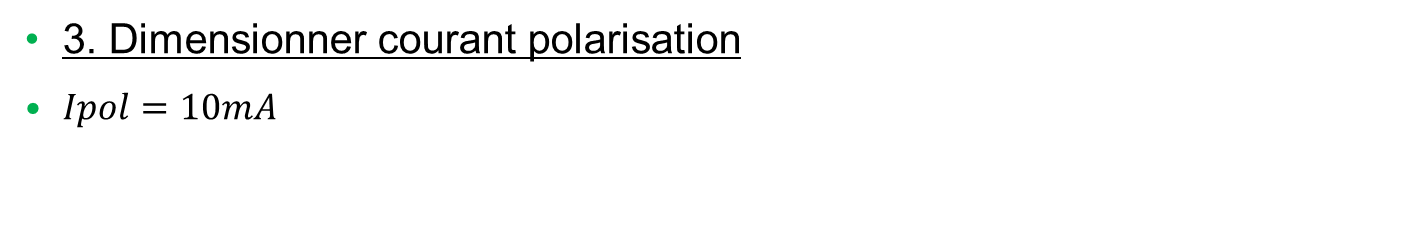 • 3. Dimensionner courant polarisation
• Ipol = 10mA